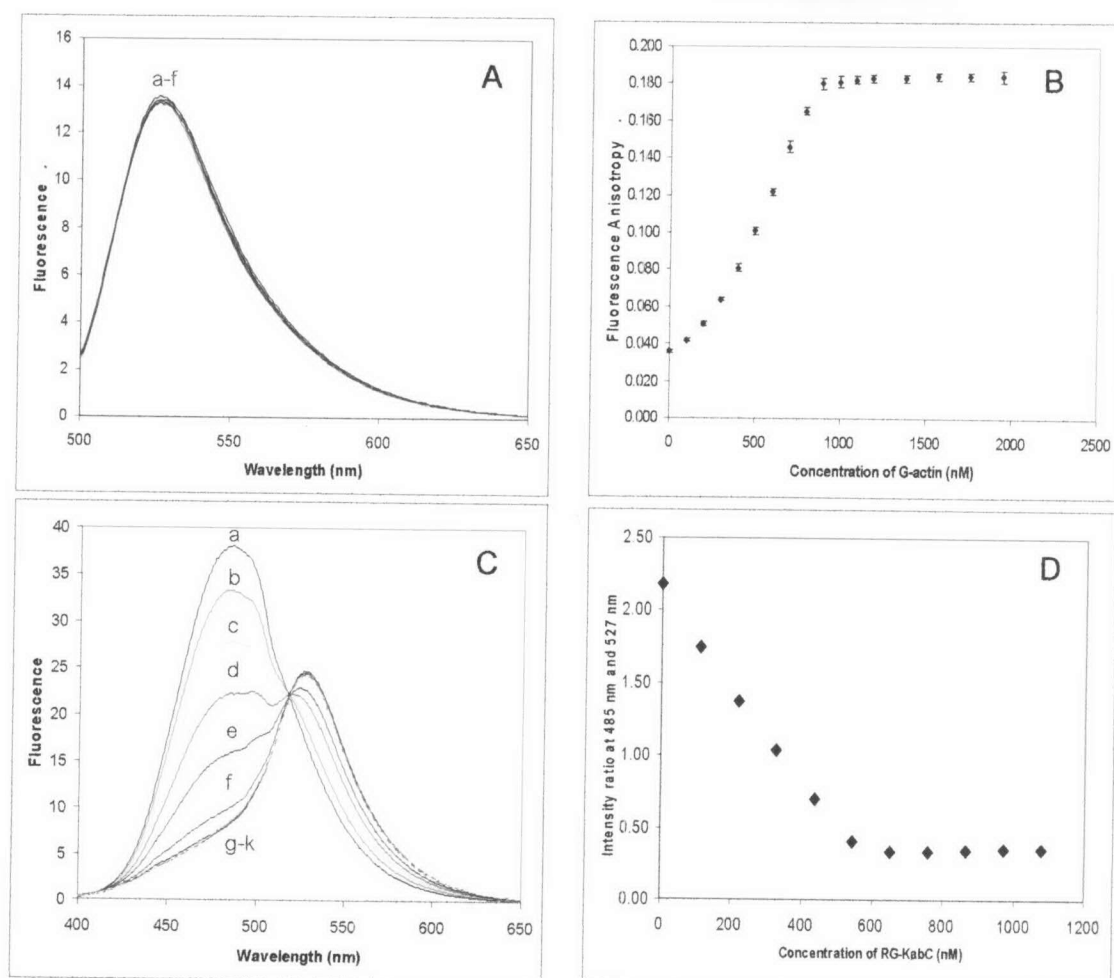 A
a-f
Fluorescence
16
14
12
10
8
6
4
2
0
500
550
600
650
Wavelength (nm)
B
Fluorescence Anisotropy
0.200
0.180
0.160
0.140
0.120
0.100
0.080
0.060
0.040
0.020
0.000
0
500
1000
1500
2000
2500
Concentration of G-actin (nM)
C
a
b
c
d
e
f
g-k
Fluorescence
40
35
30
25
20
15
10
5
0
400
450
500
550
600
650
Wavelength (nm)
D
Intensity ratio at 485 nm and 527 nm
2.50
2.00
1.50
1.00
0.50
0.00
0
200
400
600
800
1000
1200
Concentration of RG-KabC (nM)